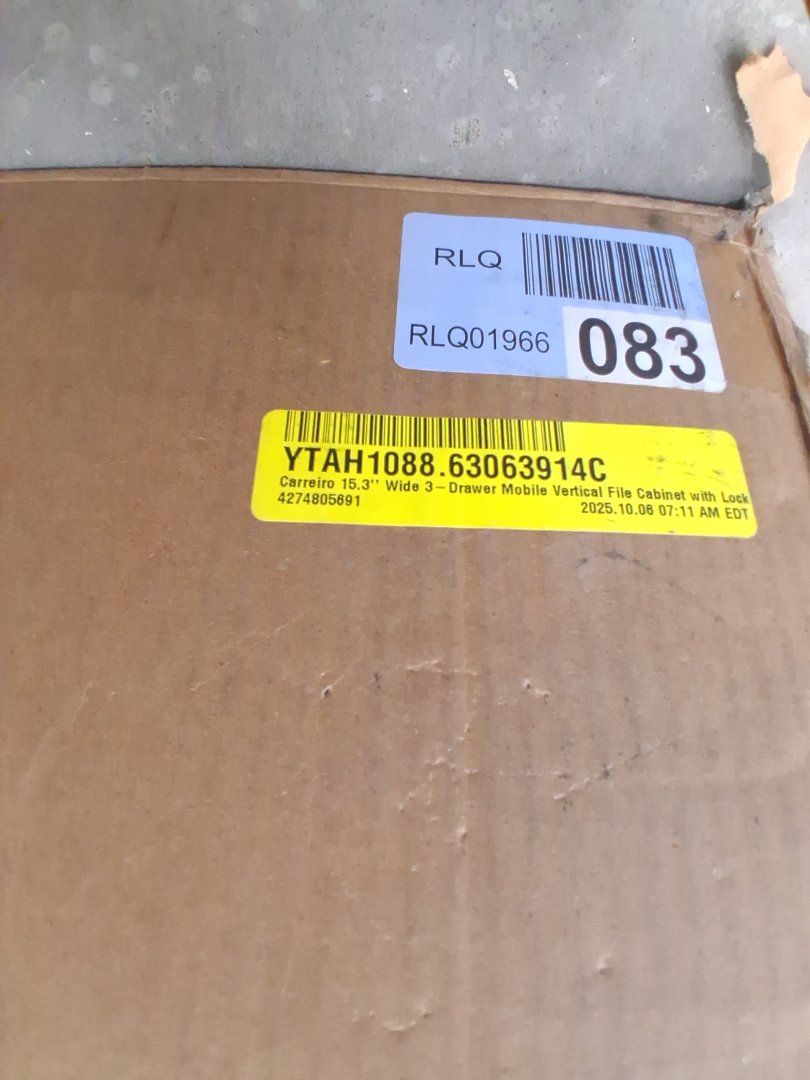 RLQ
RLQ01966 083
YTAH1088.63063914C
Carreiro 15.3'' Wide 3-Drawer Mobile Vertical File Cabinet with Lock
4274805691 2025.10.06 07:11 AM EDT